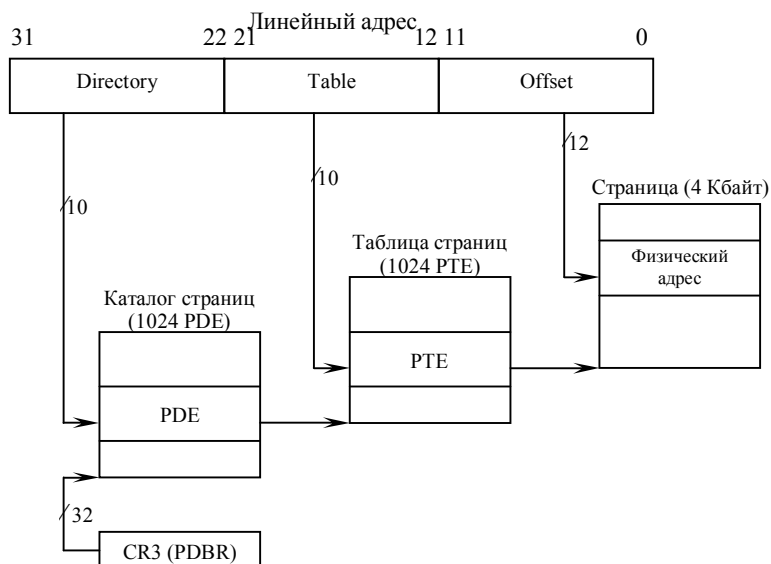 Линейный адрес
31 22 21 12 11 0
Directory Table Offset
12
10
10
Страница (4 Кбайт)
Физический
адрес
Таблица страниц
(1024 PTE)
PTE
Каталог страниц
(1024 PDE)
PDE
32
CR3 (PDBR)